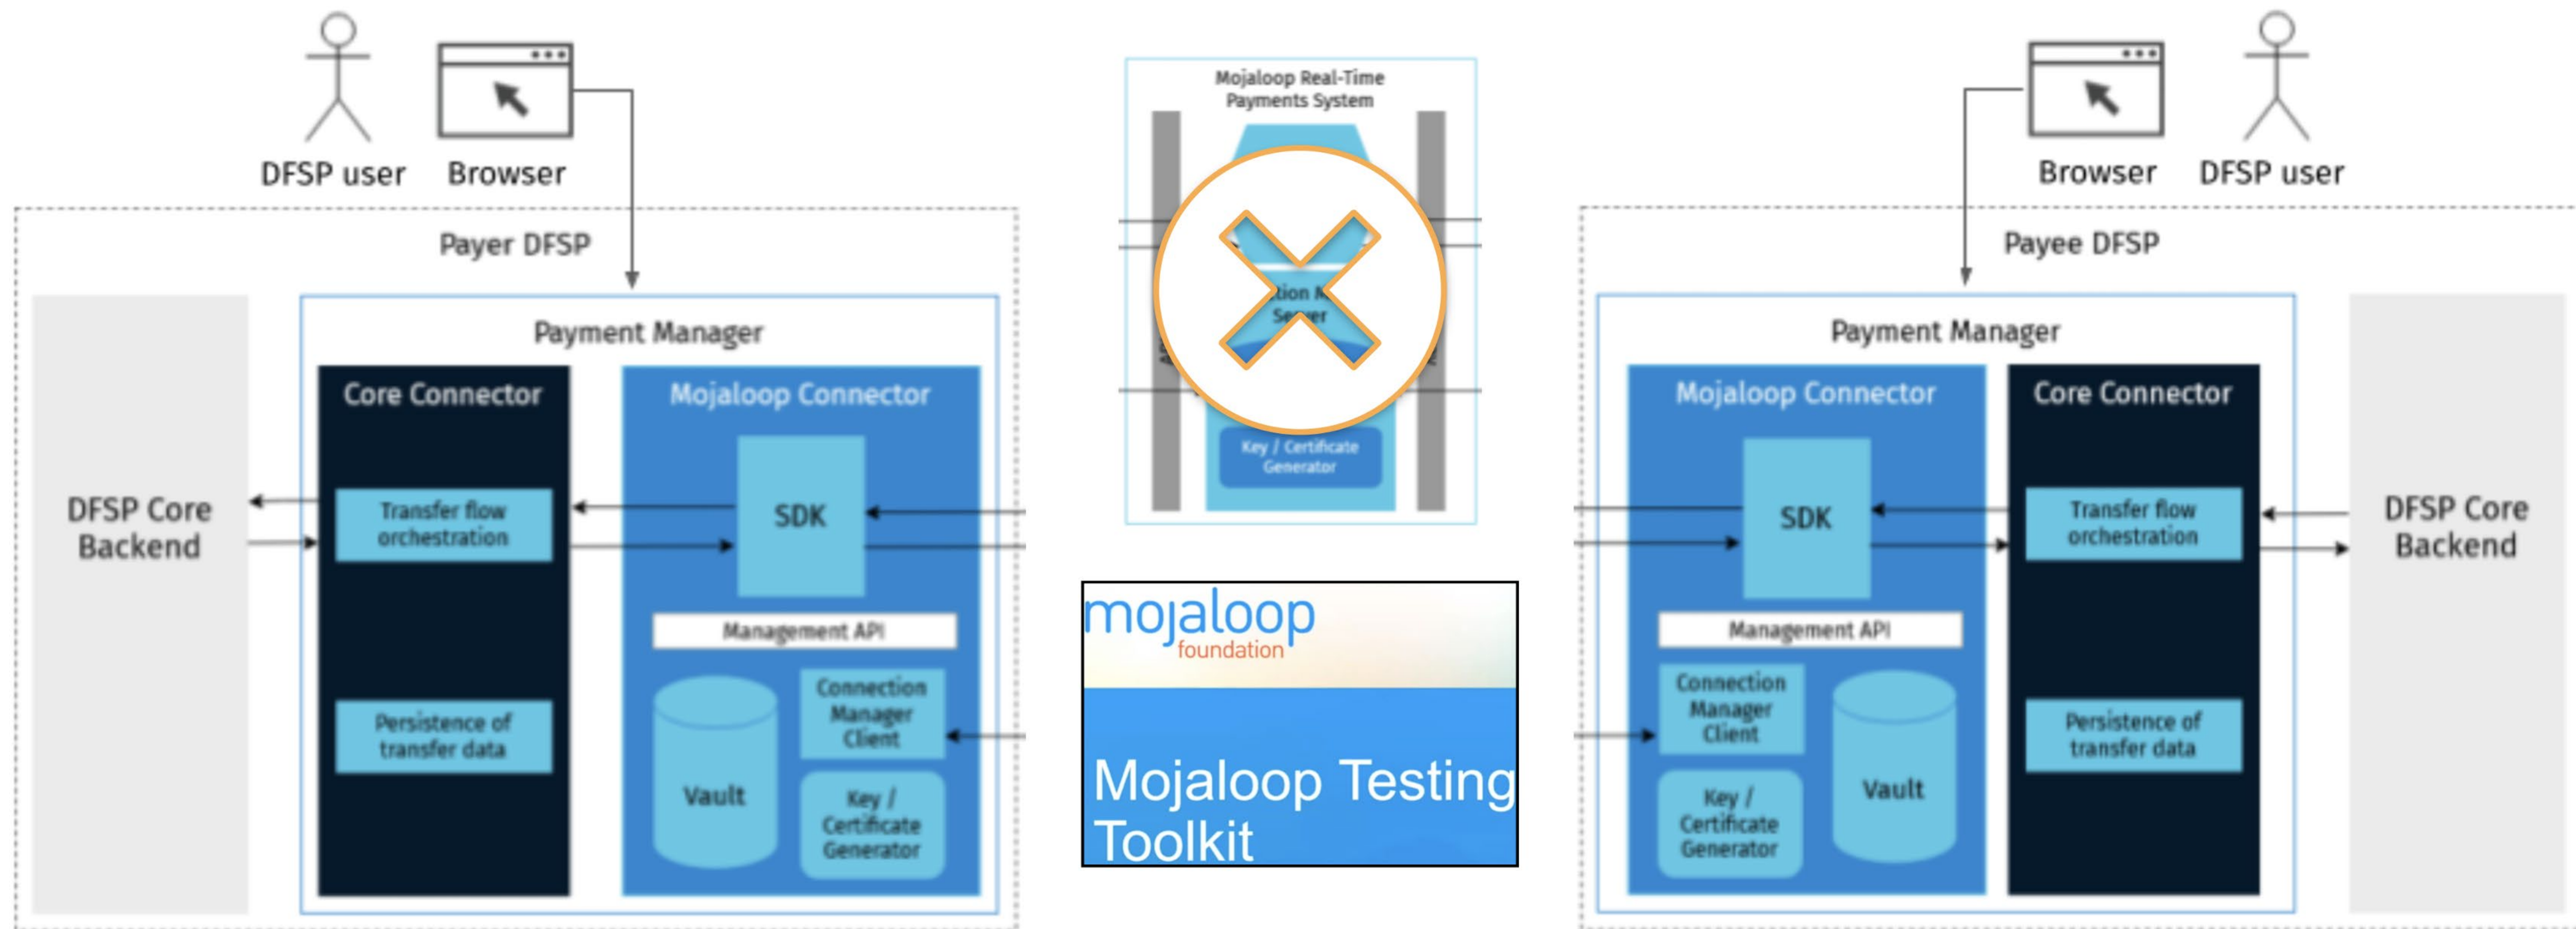 DFSP user
Browser
Payer DFSP
DFSP Core
Backend
Payment Manager
Core Connector
Transfer flow
orchestration
Persistence of
transfer data
Mojaloop Connector
SDK
Management API
Vault
Connection
Manager
Client
Key /
Certificate
Generator
Mojaloop Real-Time
Payments System
Key / Certificate
Generator
mojaloop
foundation
Mojaloop Testing
Toolkit
Browser
DFSP user
Payee DFSP
Payment Manager
Mojaloop Connector
SDK
Management API
Connection
Manager
Client
Key /
Certificate
Generator
Vault
Core Connector
Transfer flow
orchestration
Persistence of
transfer data
DFSP Core
Backend